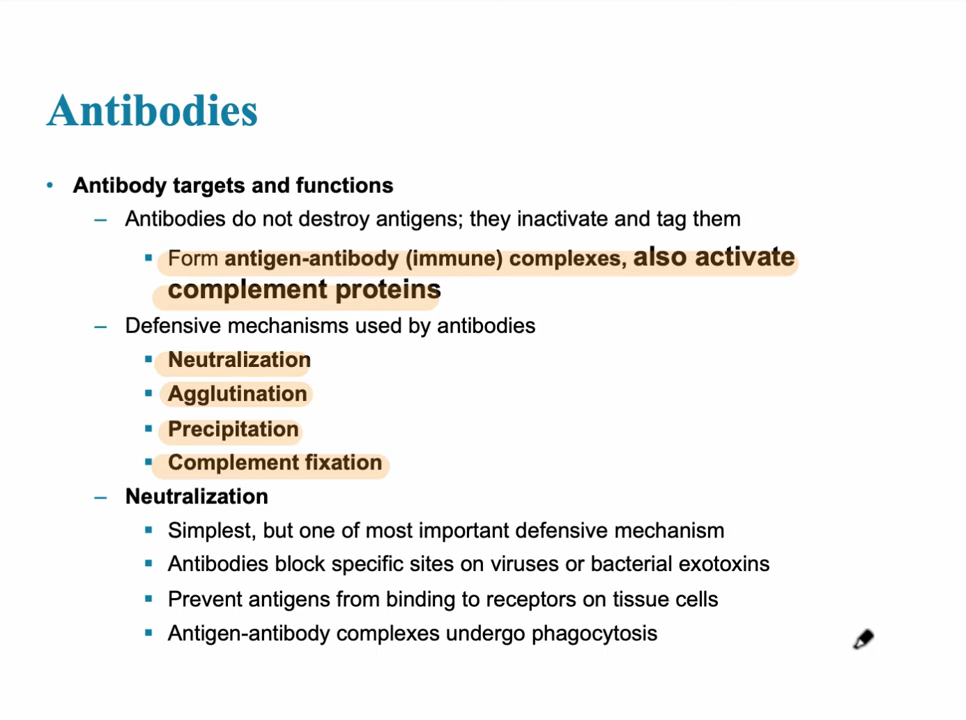 Antibodies
• Antibody targets and functions
– Antibodies do not destroy antigens; they inactivate and tag them
▪ Form antigen-antibody (immune) complexes, also activate
complement proteins
– Defensive mechanisms used by antibodies
▪ Neutralization
▪ Agglutination
▪ Precipitation
▪ Complement fixation
– Neutralization
▪ Simplest, but one of most important defensive mechanism
▪ Antibodies block specific sites on viruses or bacterial exotoxins
▪ Prevent antigens from binding to receptors on tissue cells
▪ Antigen-antibody complexes undergo phagocytosis